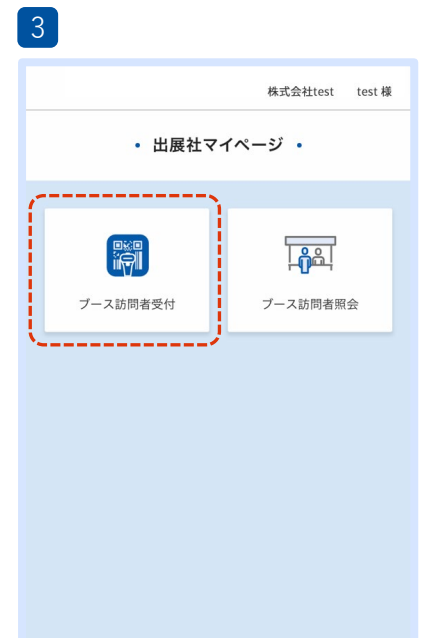 3
株式会社test test 様
・ 出展社マイページ ・
ブース訪問者受付
ブース訪問者照会